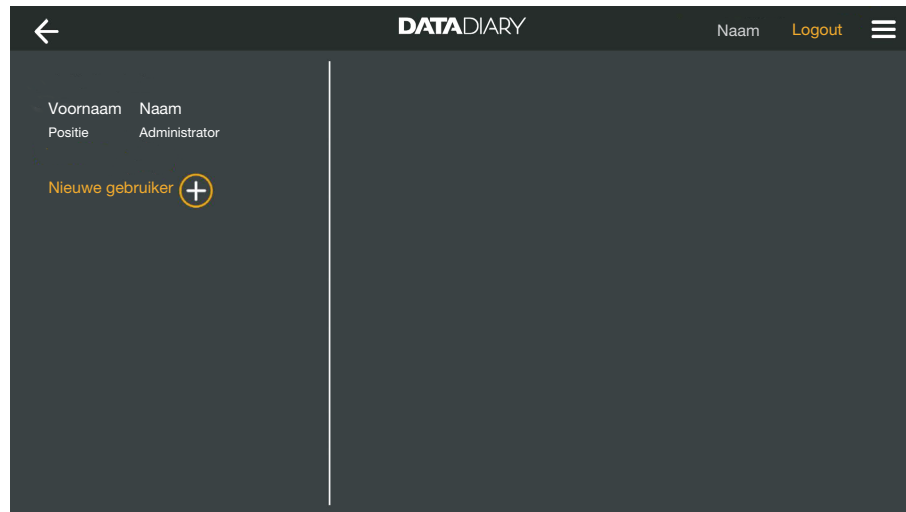 DATADIARY
Naam Logout
Voornaam Naam
Positie Administrator
Nieuwe gebruiker